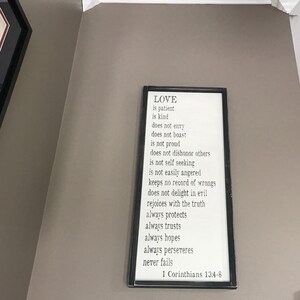 LOVE
is patient
is kind
does not envy
does not boast
is not proud
does not dishonor others
is not self seeking
is not easily angered
keeps no record of wrongs
does not delight in evil
rejoices with the truth
always protects
always trusts
always hopes
always perseveres
never fails
1 Corinthians 13:4-8